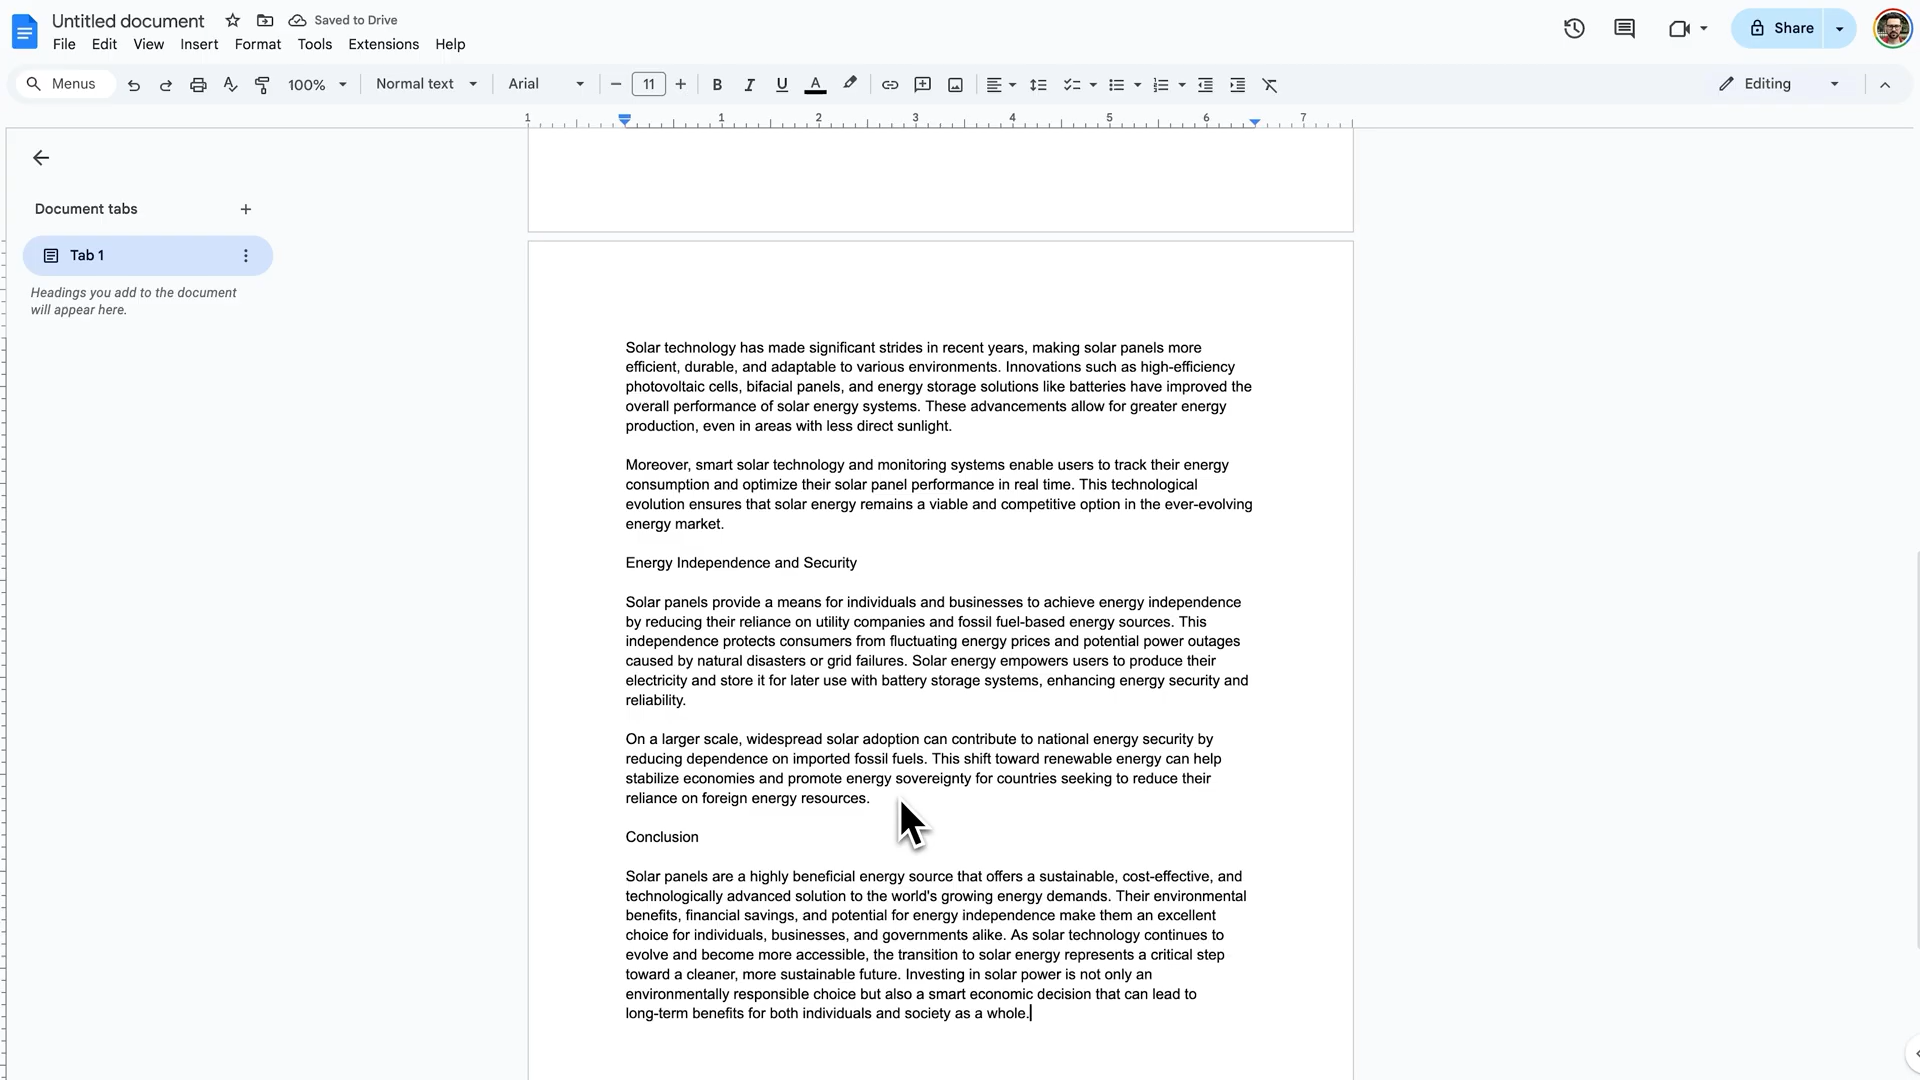 Untitled document
Saved to Drive
File Edit View Insert Format Tools Extensions Help
Share
Menus
100%
Normal text
Arial
11
B I U A
Editing
1 1 2 3 4 5 6 7
Document tabs
Tab 1
Headings you add to the document
will appear here.
Solar technology has made significant strides in recent years, making solar panels more
efficient, durable, and adaptable to various environments. Innovations such as high-efficiency
photovoltaic cells, bifacial panels, and energy storage solutions like batteries have improved the
overall performance of solar energy systems. These advancements allow for greater energy
production, even in areas with less direct sunlight.
Moreover, smart solar technology and monitoring systems enable users to track their energy
consumption and optimize their solar panel performance in real time. This technological
evolution ensures that solar energy remains a viable and competitive option in the ever-evolving
energy market.
Energy Independence and Security
Solar panels provide a means for individuals and businesses to achieve energy independence
by reducing their reliance on utility companies and fossil fuel-based energy sources. This
independence protects consumers from fluctuating energy prices and potential power outages
caused by natural disasters or grid failures. Solar energy empowers users to produce their
electricity and store it for later use with battery storage systems, enhancing energy security and
reliability.
On a larger scale, widespread solar adoption can contribute to national energy security by
reducing dependence on imported fossil fuels. This shift toward renewable energy can help
stabilize economies and promote energy sovereignty for countries seeking to reduce their
reliance on foreign energy resources.
Conclusion
Solar panels are a highly beneficial energy source that offers a sustainable, cost-effective, and
technologically advanced solution to the world's growing energy demands. Their environmental
benefits, financial savings, and potential for energy independence make them an excellent
choice for individuals, businesses, and governments alike. As solar technology continues to
evolve and become more accessible, the transition to solar energy represents a critical step
toward a cleaner, more sustainable future. Investing in solar power is not only an
environmentally responsible choice but also a smart economic decision that can lead to
long-term benefits for both individuals and society as a whole.